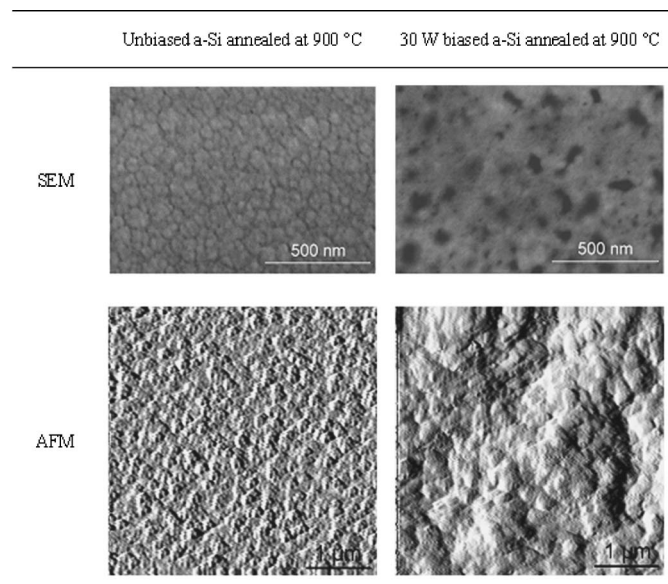 Unbiased a-Si annealed at 900 °C 30 W biased a-Si annealed at 900 °C
SEM
500 nm 500 nm
AFM
1 µm 1 µm